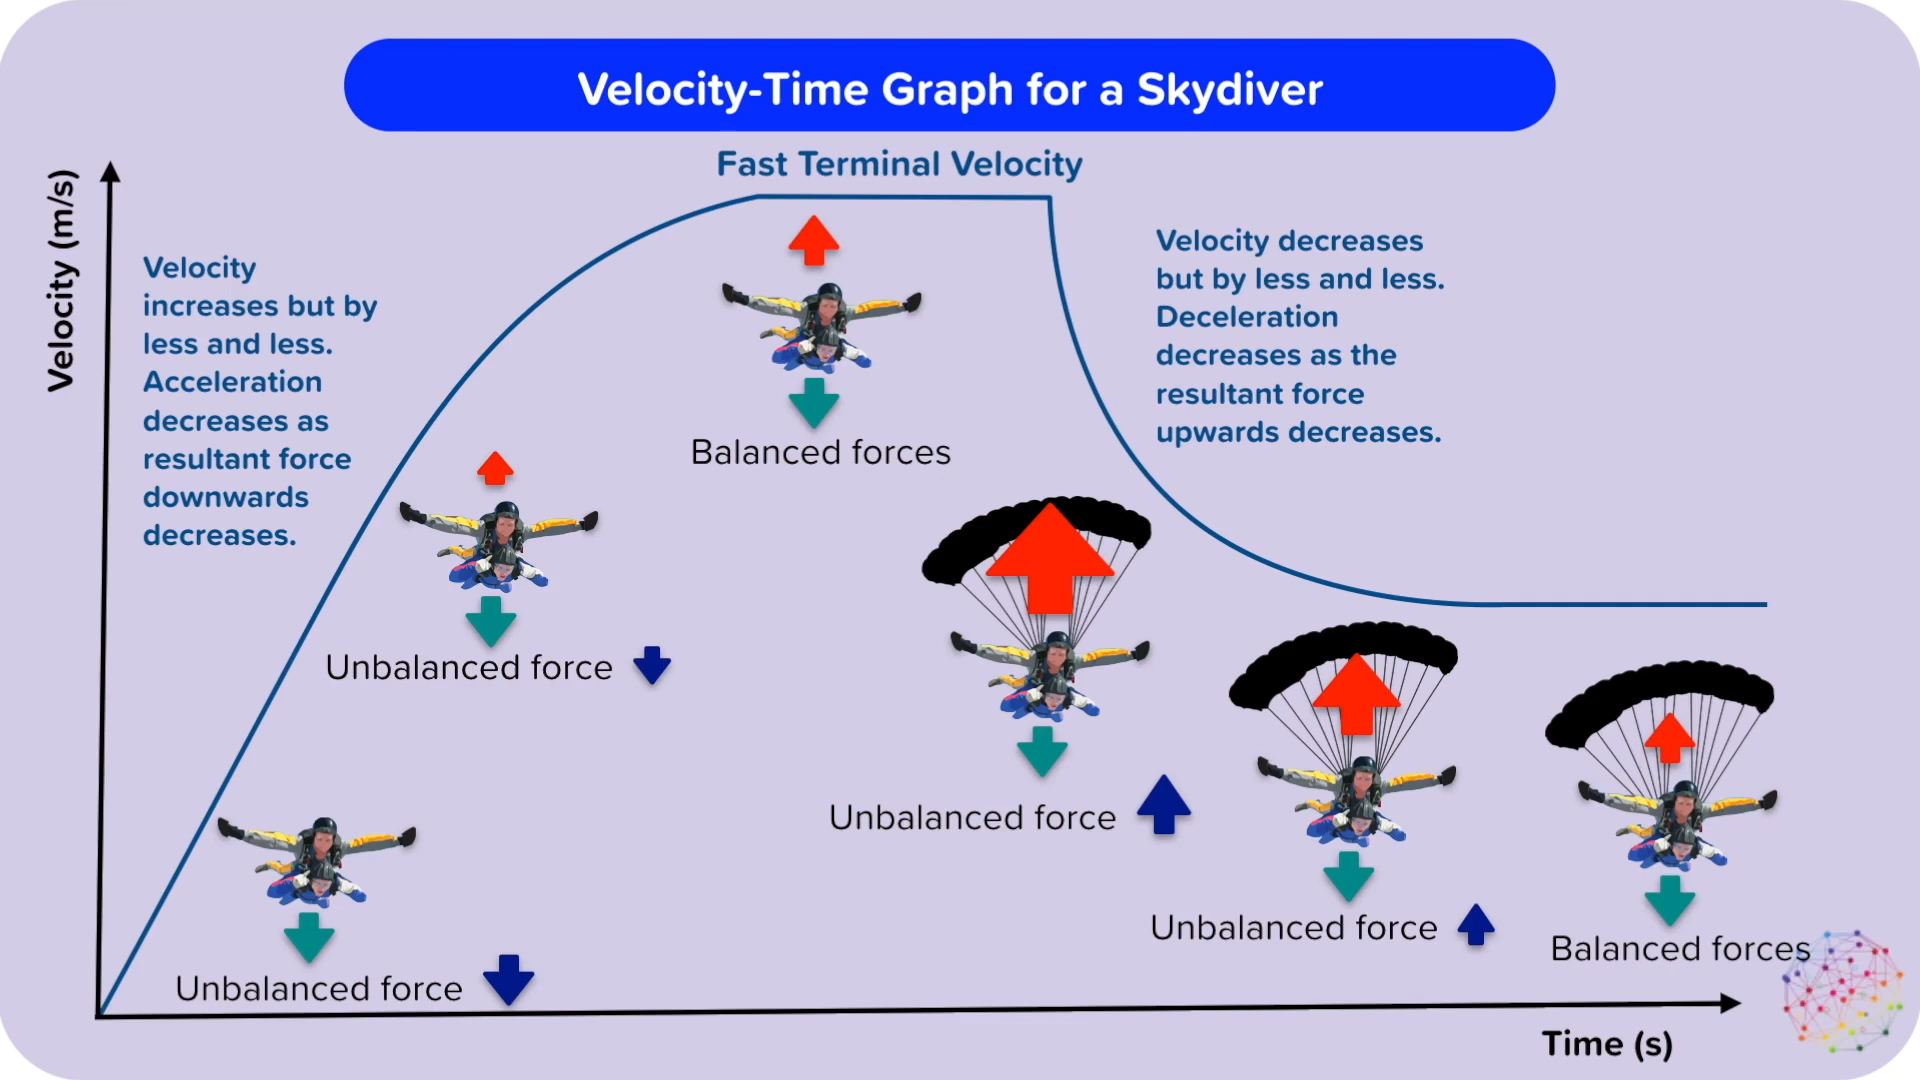 Velocity-Time Graph for a Skydiver
Fast Terminal Velocity
Velocity (m/s)
Velocity
increases but by
less and less.
Acceleration
decreases as
resultant force
downwards
decreases.
Velocity decreases
but by less and less.
Deceleration
decreases as the
resultant force
upwards decreases.
Balanced forces
Unbalanced force
Unbalanced force
Unbalanced force
Balanced forces
Unbalanced force
Time (s)